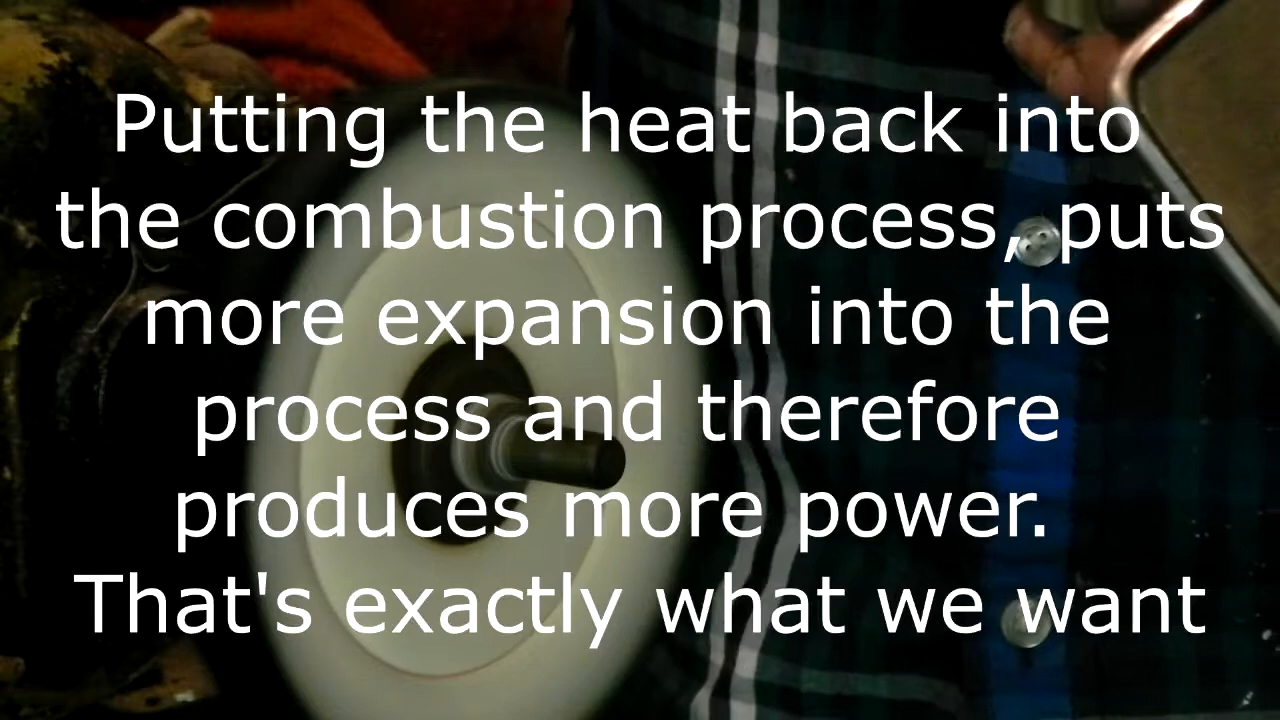 Putting the heat back into
the combustion process, puts
more expansion into the
process and therefore
produces more power.
That's exactly what we want